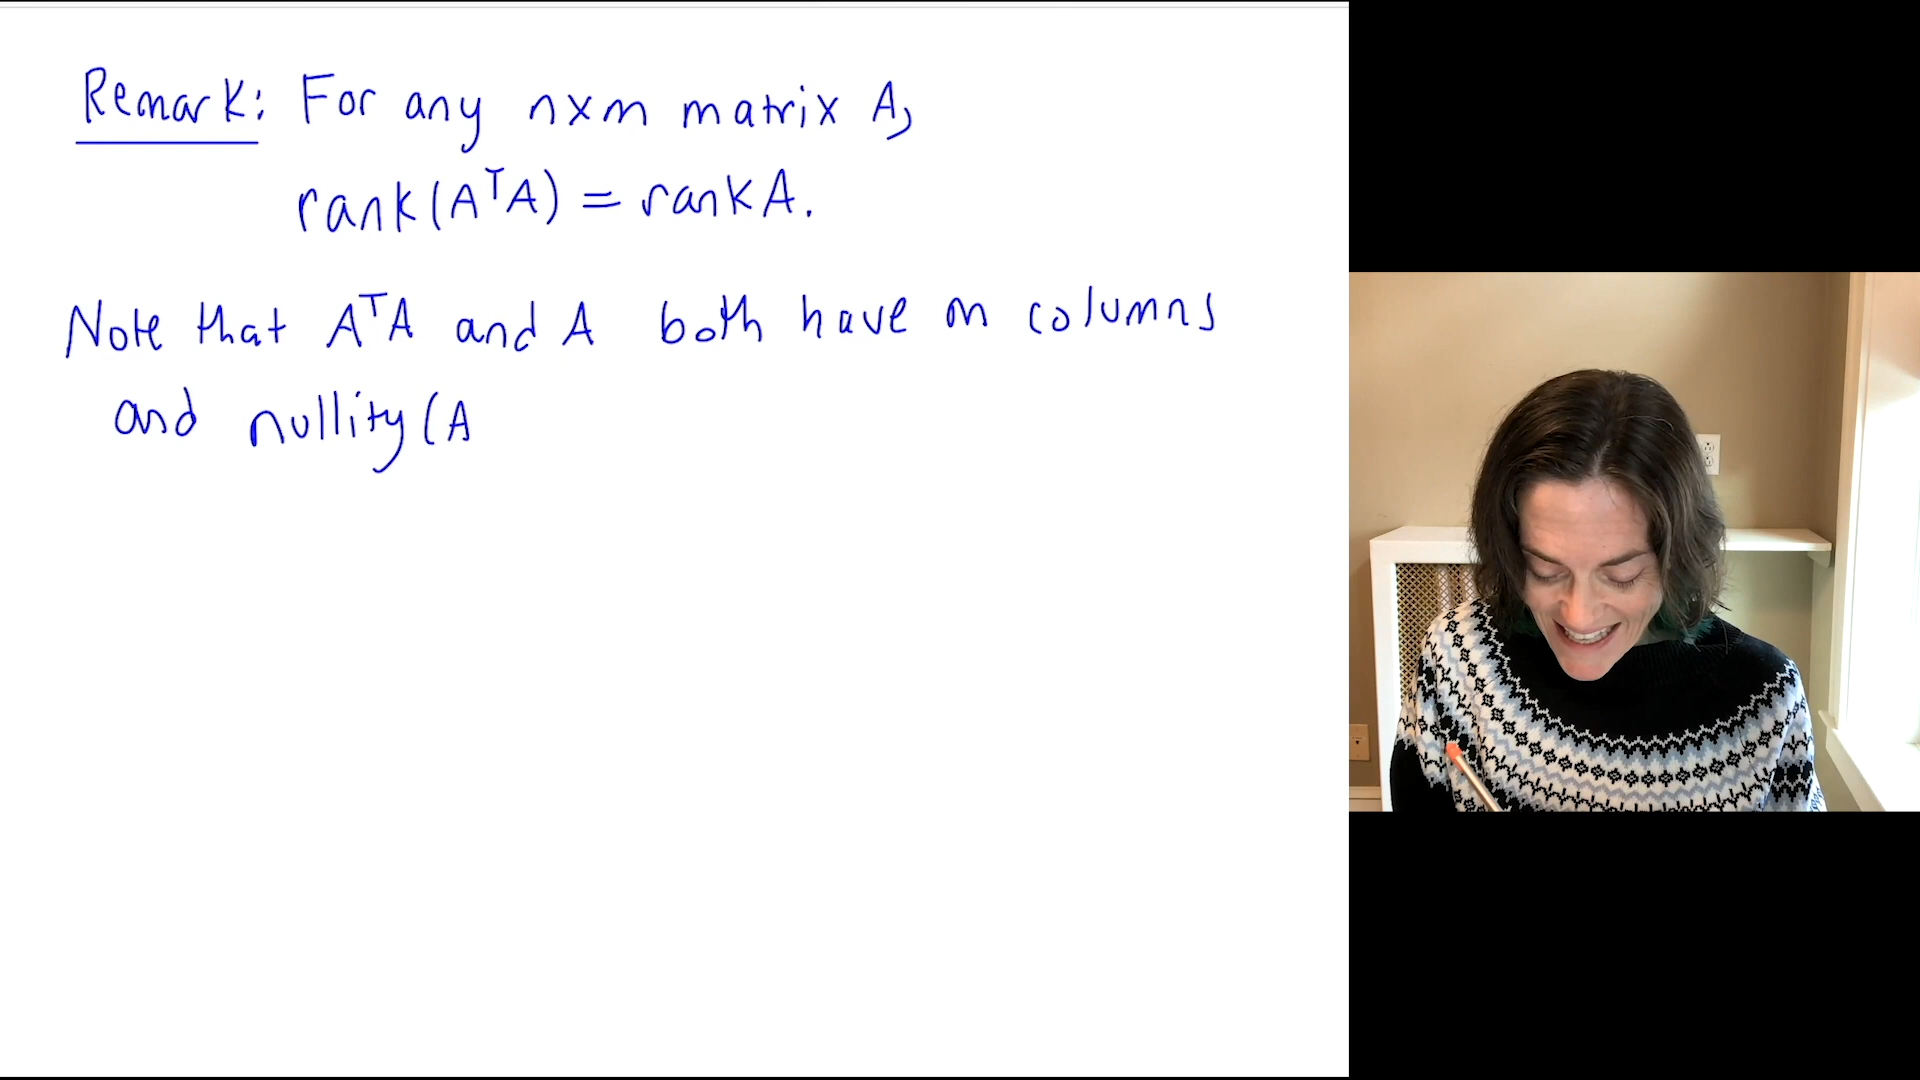 Remark: For any n×m matrix A,
rank(AᵀA) = rank A.
Note that AᵀA and A both have m columns
and nullity(A